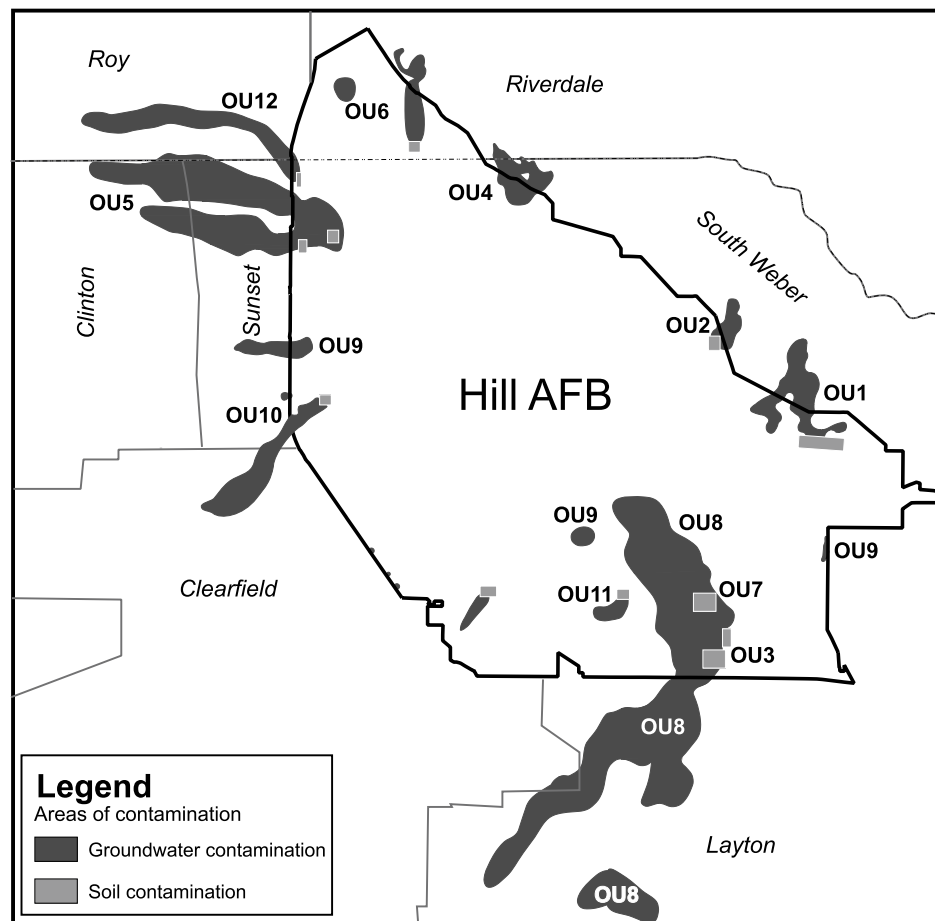 Roy
Riverdale
OU12
OU6
OU4
OU5
South Weber
Clinton
Sunset
OU2
OU9
OU1
Hill AFB
OU10
OU9
OU8
OU9
Clearfield
OU7
OU11
OU3
OU8
Legend
Areas of contamination
Groundwater contamination
Layton
Soil contamination
OU8